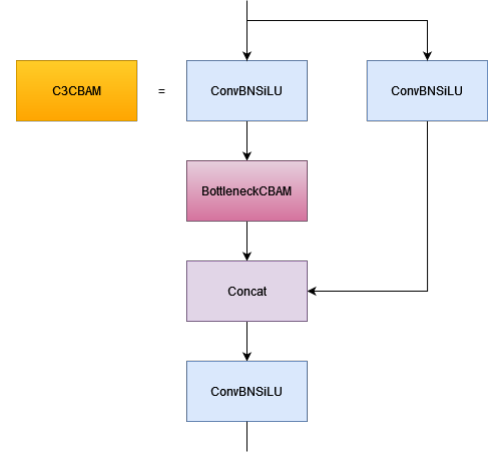 C3CBAM = ConvBNSiLU ConvBNSiLU
BottleneckCBAM
Concat
ConvBNSiLU